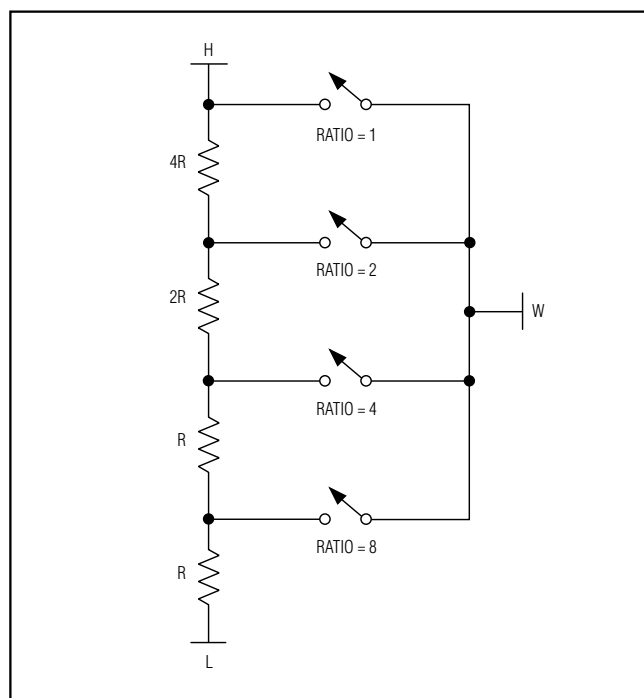 H
RATIO = 1
4R
RATIO = 2
2R
W
RATIO = 4
R
RATIO = 8
R
L